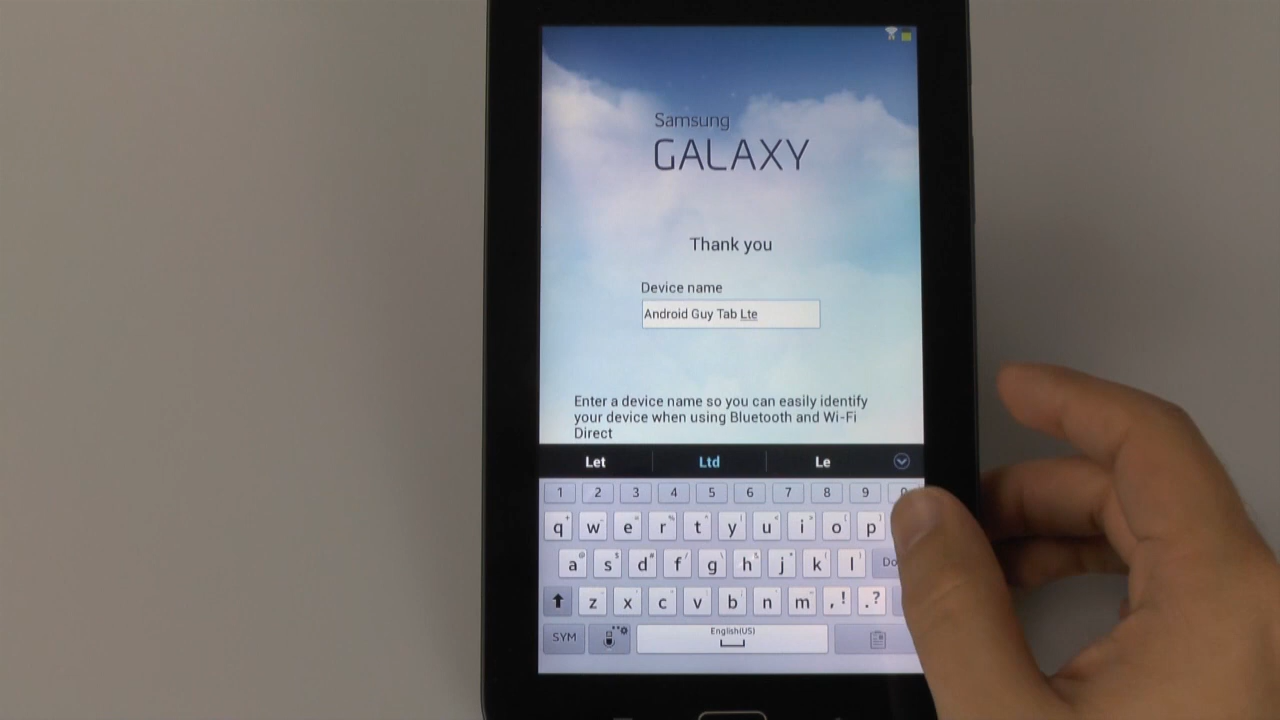 Samsung
GALAXY
Thank you
Device name
Android Guy Tab Lte
Enter a device name so you can easily identify
your device when using Bluetooth and Wi-Fi
Direct
Let Ltd Le
1 2 3 4 5 6 7 8 9
q w e r t y u i o p
a s d f g h j k l Do
z x c v b n m , ! . ?
SYM English(US)